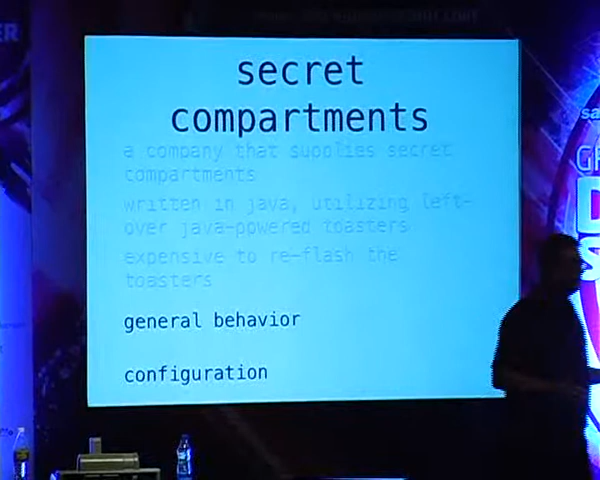 secret
compartments
a company that supplies secret
compartments
written in java, utilizing left-
over java-powered toasters
expensive to re-flash the
toasters
general behavior
configuration